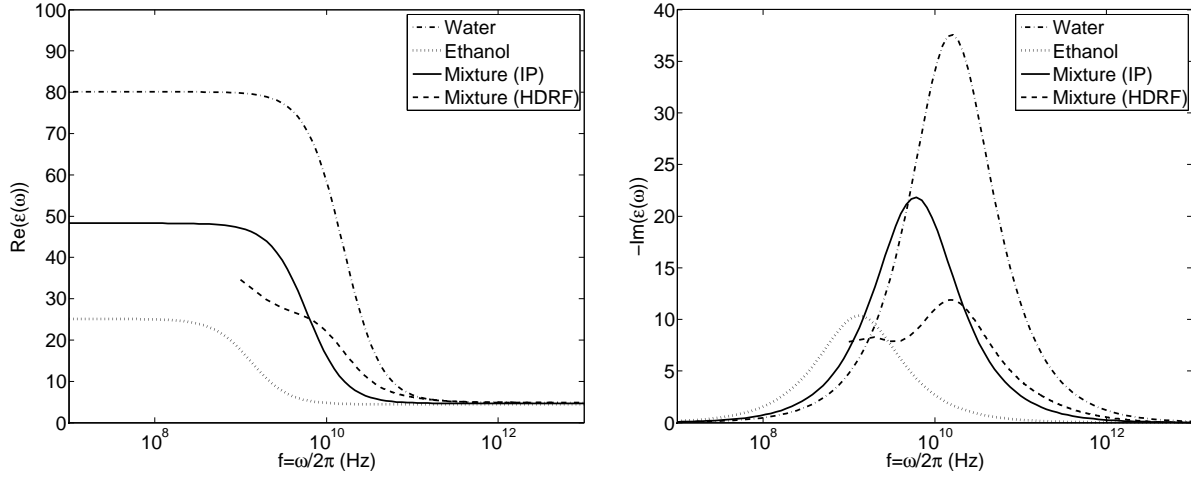 100
90
80
70
60
50
40
30
20
10
0
Re(ε(ω))
10^8
10^10
10^12
f=ω/2π (Hz)
Water
Ethanol
Mixture (IP)
Mixture (HDRF)
40
35
30
25
20
15
10
5
0
−Im(ε(ω))
10^8
10^10
10^12
f=ω/2π (Hz)
Water
Ethanol
Mixture (IP)
Mixture (HDRF)